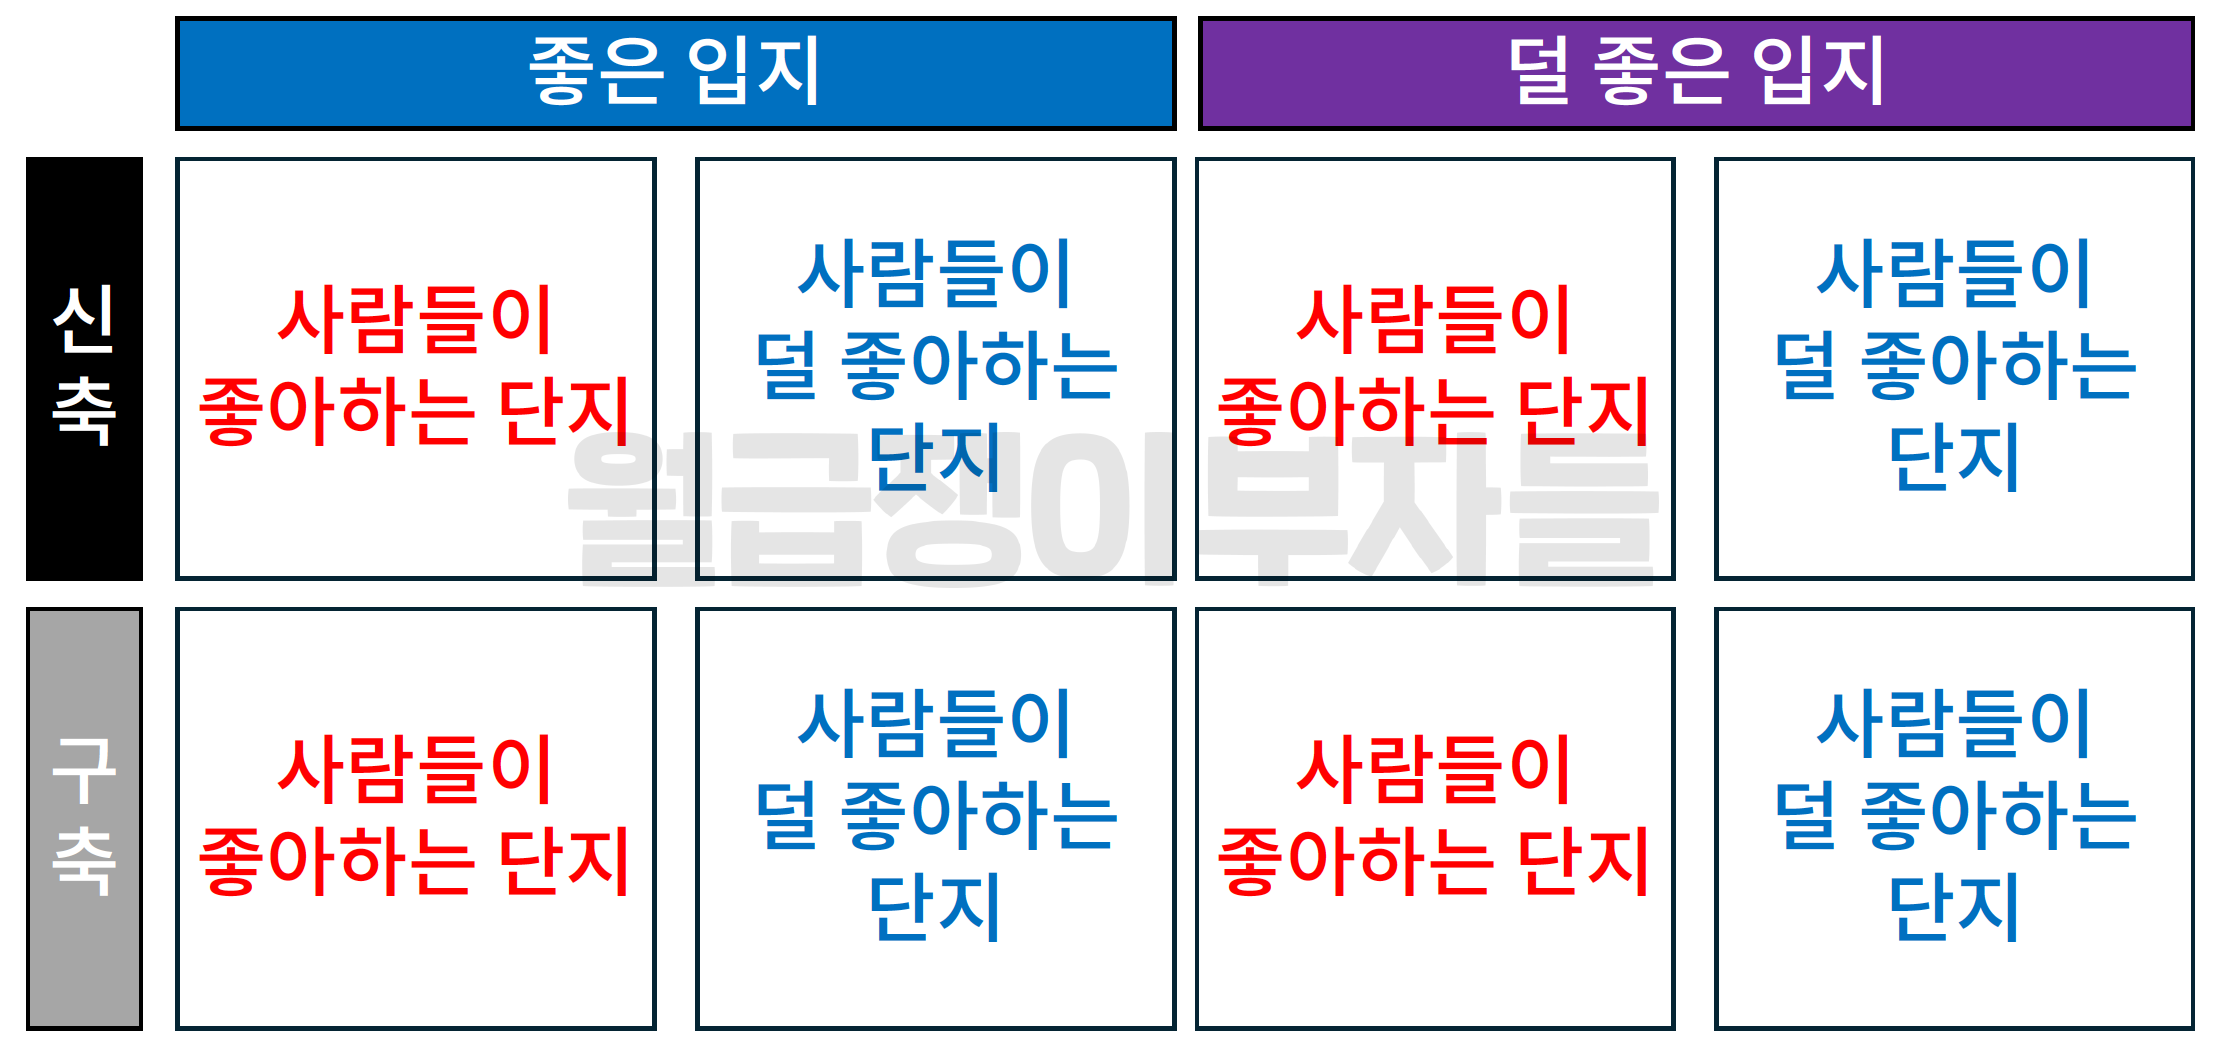 좋은 입지
덜 좋은 입지
신
축
사람들이
좋아하는 단지
사람들이
덜 좋아하는
단지
사람들이
좋아하는 단지
사람들이
덜 좋아하는
단지
월급쟁이부자들
구
축
사람들이
좋아하는 단지
사람들이
덜 좋아하는
단지
사람들이
좋아하는 단지
사람들이
덜 좋아하는
단지